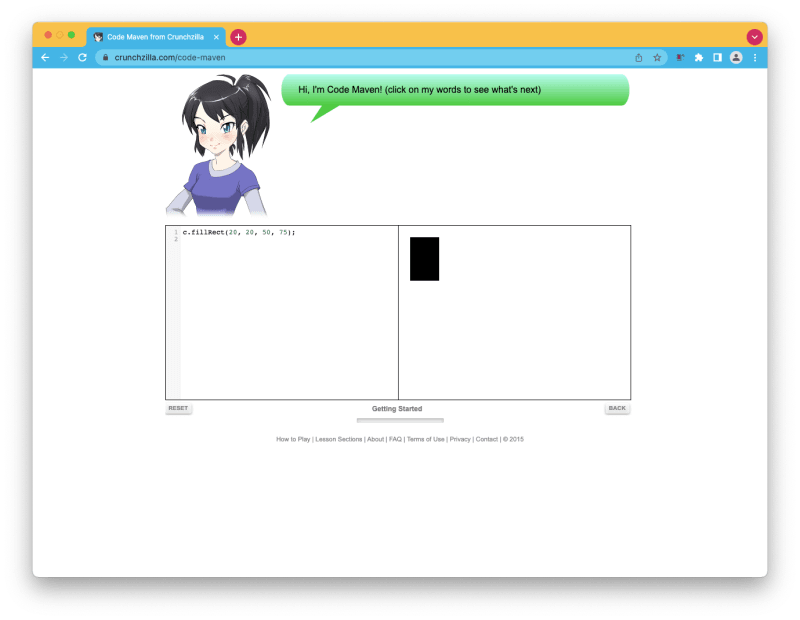 Code Maven from Crunchzilla
crunchzilla.com/code-maven
Hi, I'm Code Maven! (click on my words to see what's next)
1 c.fillRect(20, 20, 50, 75);
2
RESET
Getting Started
BACK
How to Play | Lesson Sections | About | FAQ | Terms of Use | Privacy | Contact | © 2015